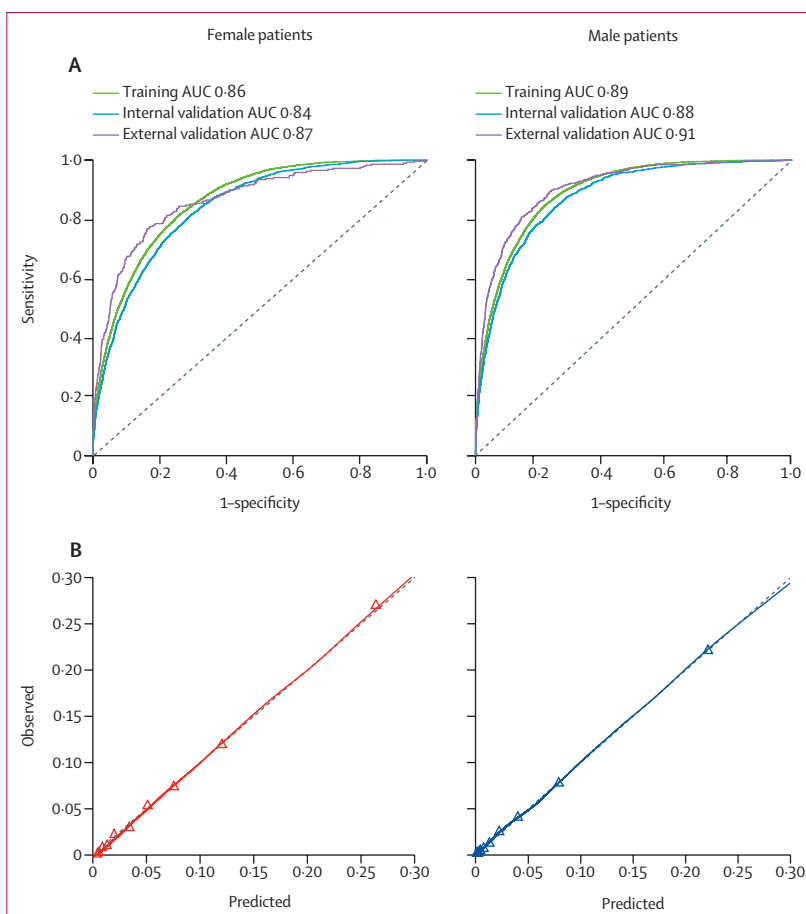 Female patients
Male patients
A
Training AUC 0·86
Internal validation AUC 0·84
External validation AUC 0·87
Training AUC 0·89
Internal validation AUC 0·88
External validation AUC 0·91
1·0
0·8
0·6
0·4
0·2
0
Sensitivity
0 0·2 0·4 0·6 0·8 1·0
1–specificity
0 0·2 0·4 0·6 0·8 1·0
1–specificity
B
0·30
0·25
0·20
0·15
0·10
0·05
0
Observed
0 0·05 0·10 0·15 0·20 0·25 0·30
Predicted
0 0·05 0·10 0·15 0·20 0·25 0·30
Predicted